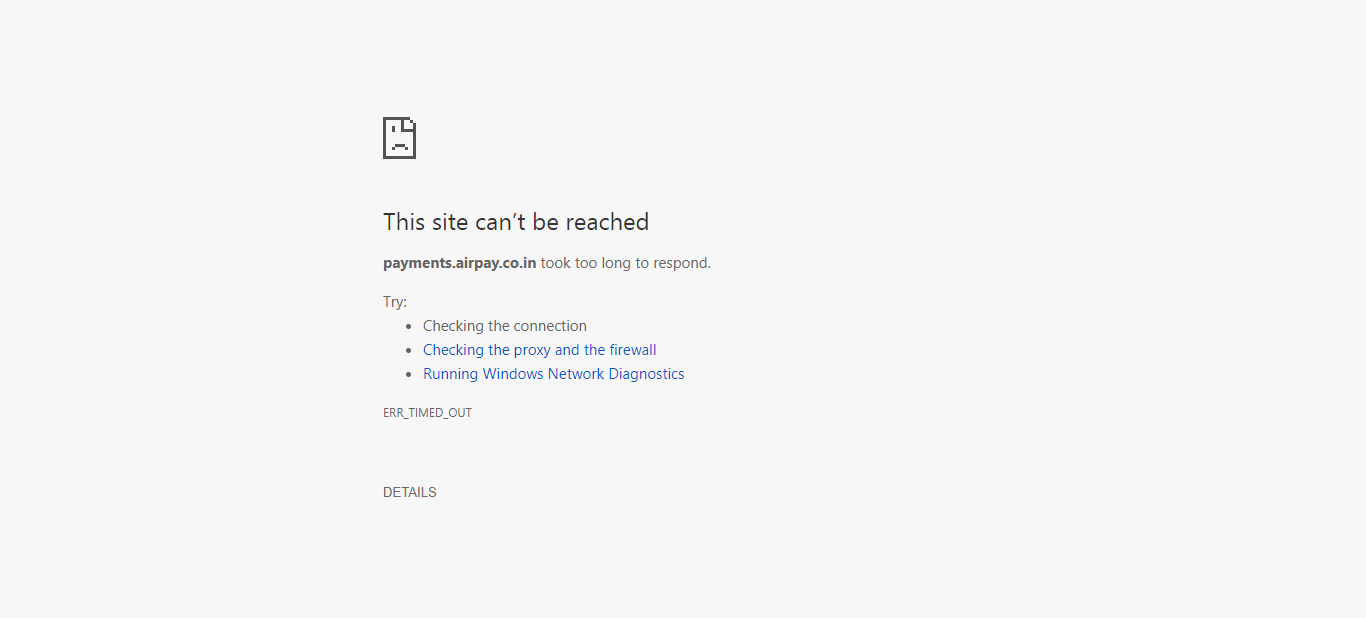 This site can’t be reached
payments.airpay.co.in took too long to respond.
Try:
Checking the connection
Checking the proxy and the firewall
Running Windows Network Diagnostics
ERR_TIMED_OUT
DETAILS